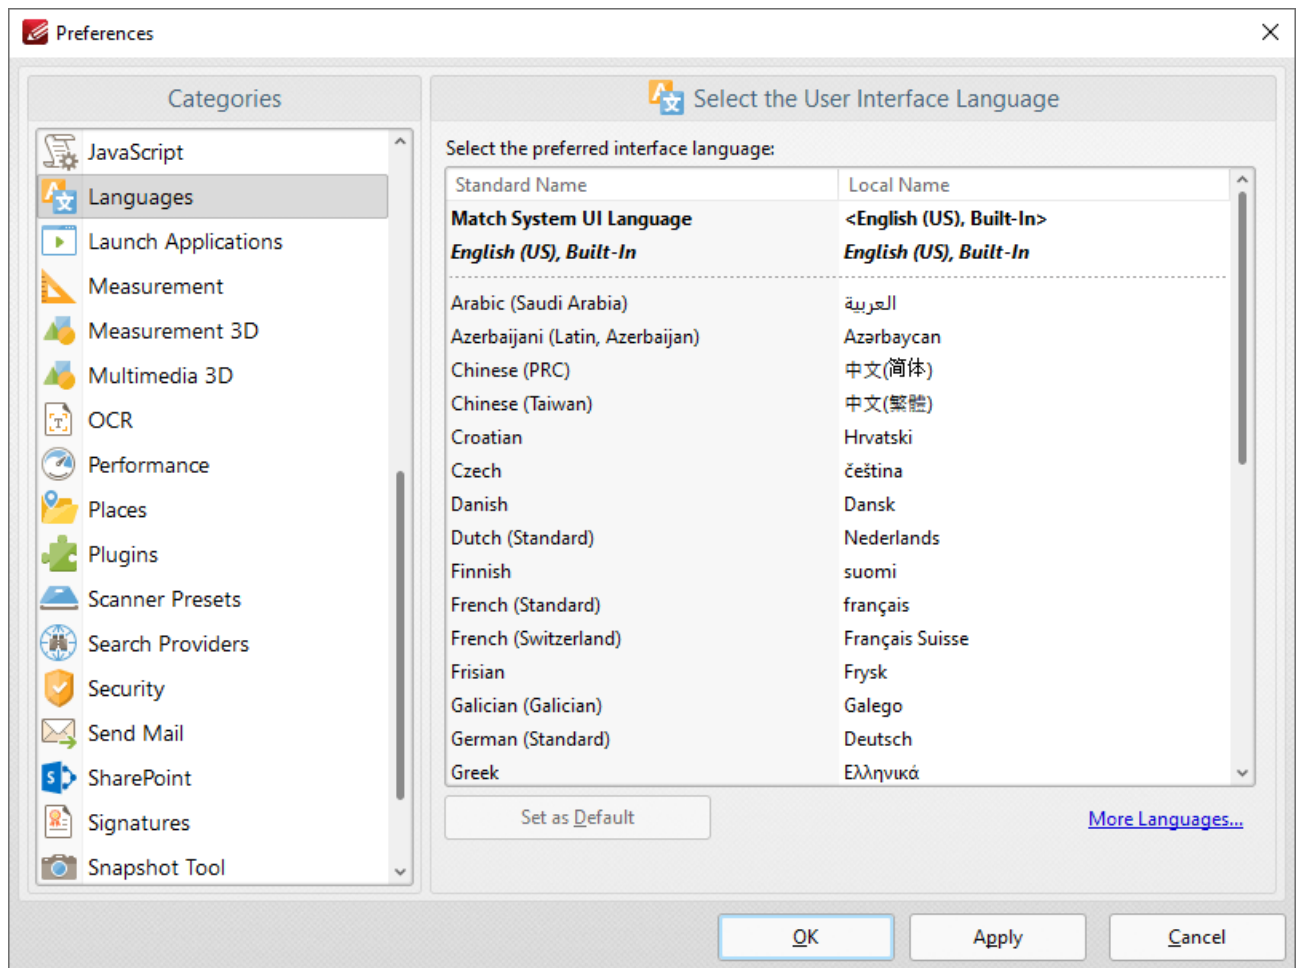 Preferences
Categories
JavaScript
Languages
Launch Applications
Measurement
Measurement 3D
Multimedia 3D
OCR
Performance
Places
Plugins
Scanner Presets
Search Providers
Security
Send Mail
SharePoint
Signatures
Snapshot Tool
Select the User Interface Language
Select the preferred interface language:
Standard Name Local Name
Match System UI Language <English (US), Built-In>
English (US), Built-In English (US), Built-In
Arabic (Saudi Arabia) العربية
Azerbaijani (Latin, Azerbaijan) Azərbaycan
Chinese (PRC) 中文(简体)
Chinese (Taiwan) 中文(繁體)
Croatian Hrvatski
Czech čeština
Danish Dansk
Dutch (Standard) Nederlands
Finnish suomi
French (Standard) français
French (Switzerland) Français Suisse
Frisian Frysk
Galician (Galician) Galego
German (Standard) Deutsch
Greek Ελληνικά
Set as Default More Languages...
OK Apply Cancel